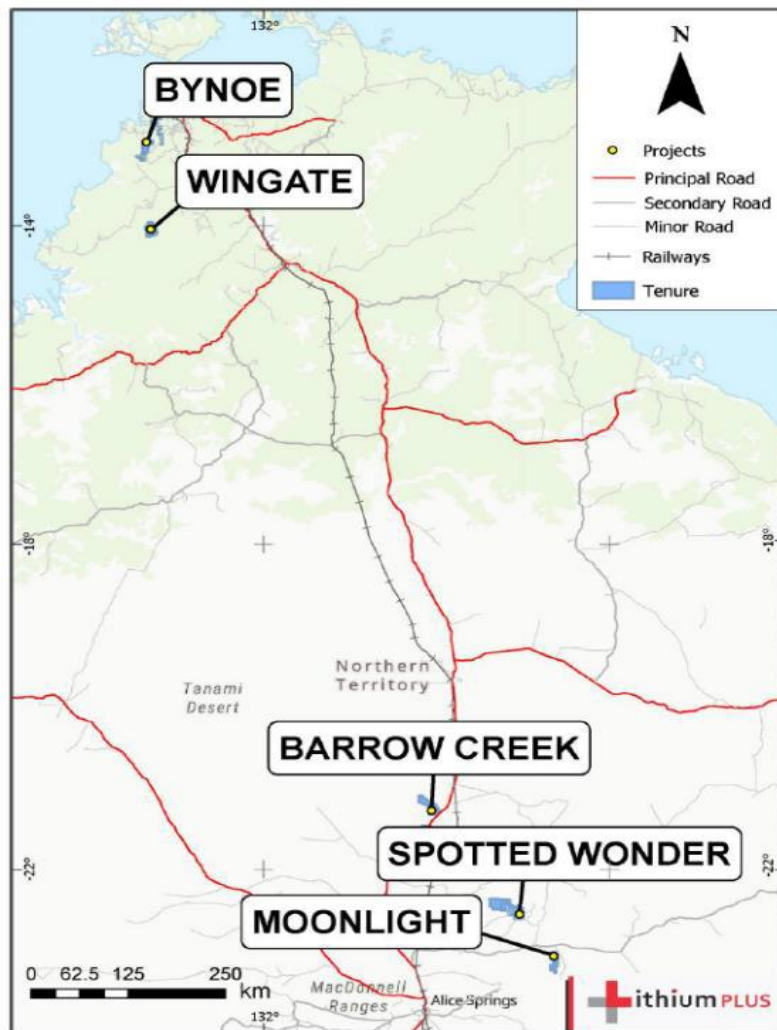 132°
N
BYNOE
WINGATE
Projects
Principal Road
Secondary Road
Minor Road
Railways
Tenure
-14°
-18°
-18°
Northern
Territory
Tanami
Desert
BARROW CREEK
SPOTTED WONDER
-22°
-22°
MOONLIGHT
0 62.5 125 250
km
MacDonnell
Ranges
Alice Springs
132°
Lithium PLUS